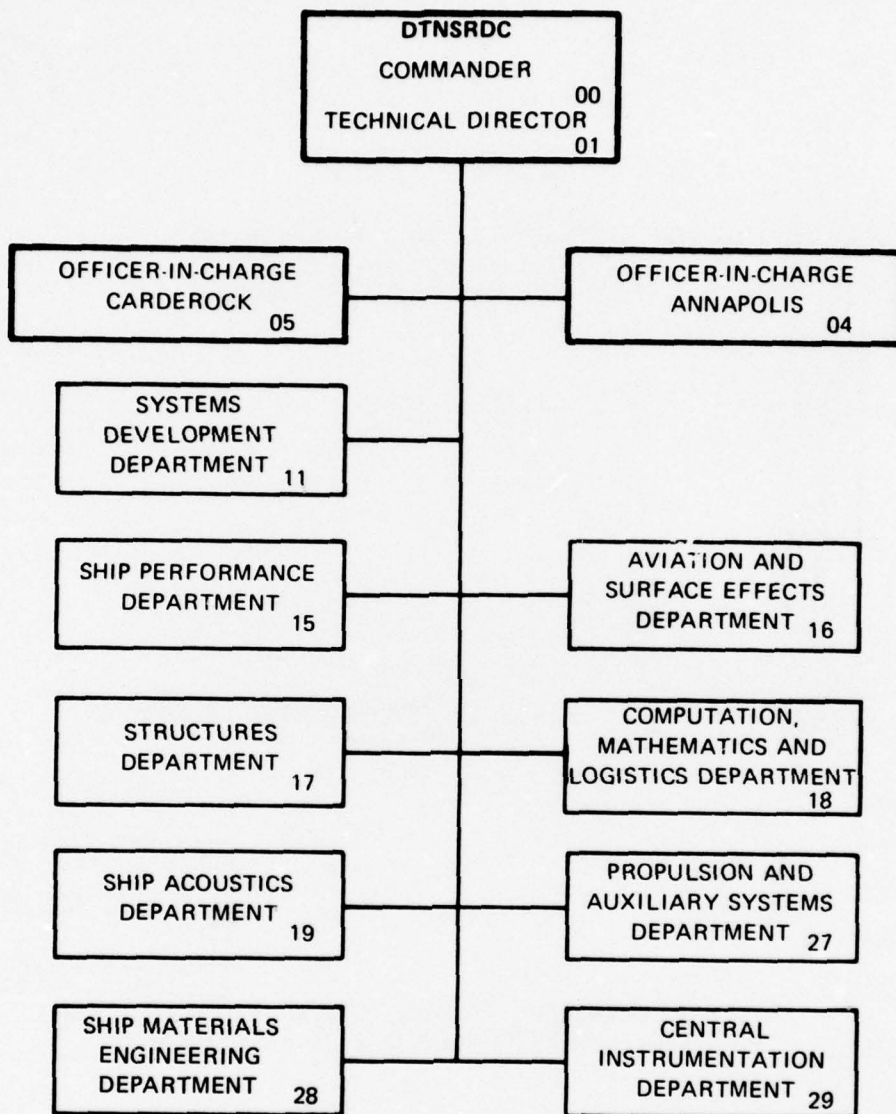 DTNSRDC
COMMANDER
00
TECHNICAL DIRECTOR
01
OFFICER-IN-CHARGE
CARDEROCK
05
OFFICER-IN-CHARGE
ANNAPOLIS
04
SYSTEMS
DEVELOPMENT
DEPARTMENT
11
SHIP PERFORMANCE
DEPARTMENT
15
AVIATION AND
SURFACE EFFECTS
DEPARTMENT
16
STRUCTURES
DEPARTMENT
17
COMPUTATION,
MATHEMATICS AND
LOGISTICS DEPARTMENT
18
SHIP ACOUSTICS
DEPARTMENT
19
PROPULSION AND
AUXILIARY SYSTEMS
DEPARTMENT
27
SHIP MATERIALS
ENGINEERING
DEPARTMENT
28
CENTRAL
INSTRUMENTATION
DEPARTMENT
29